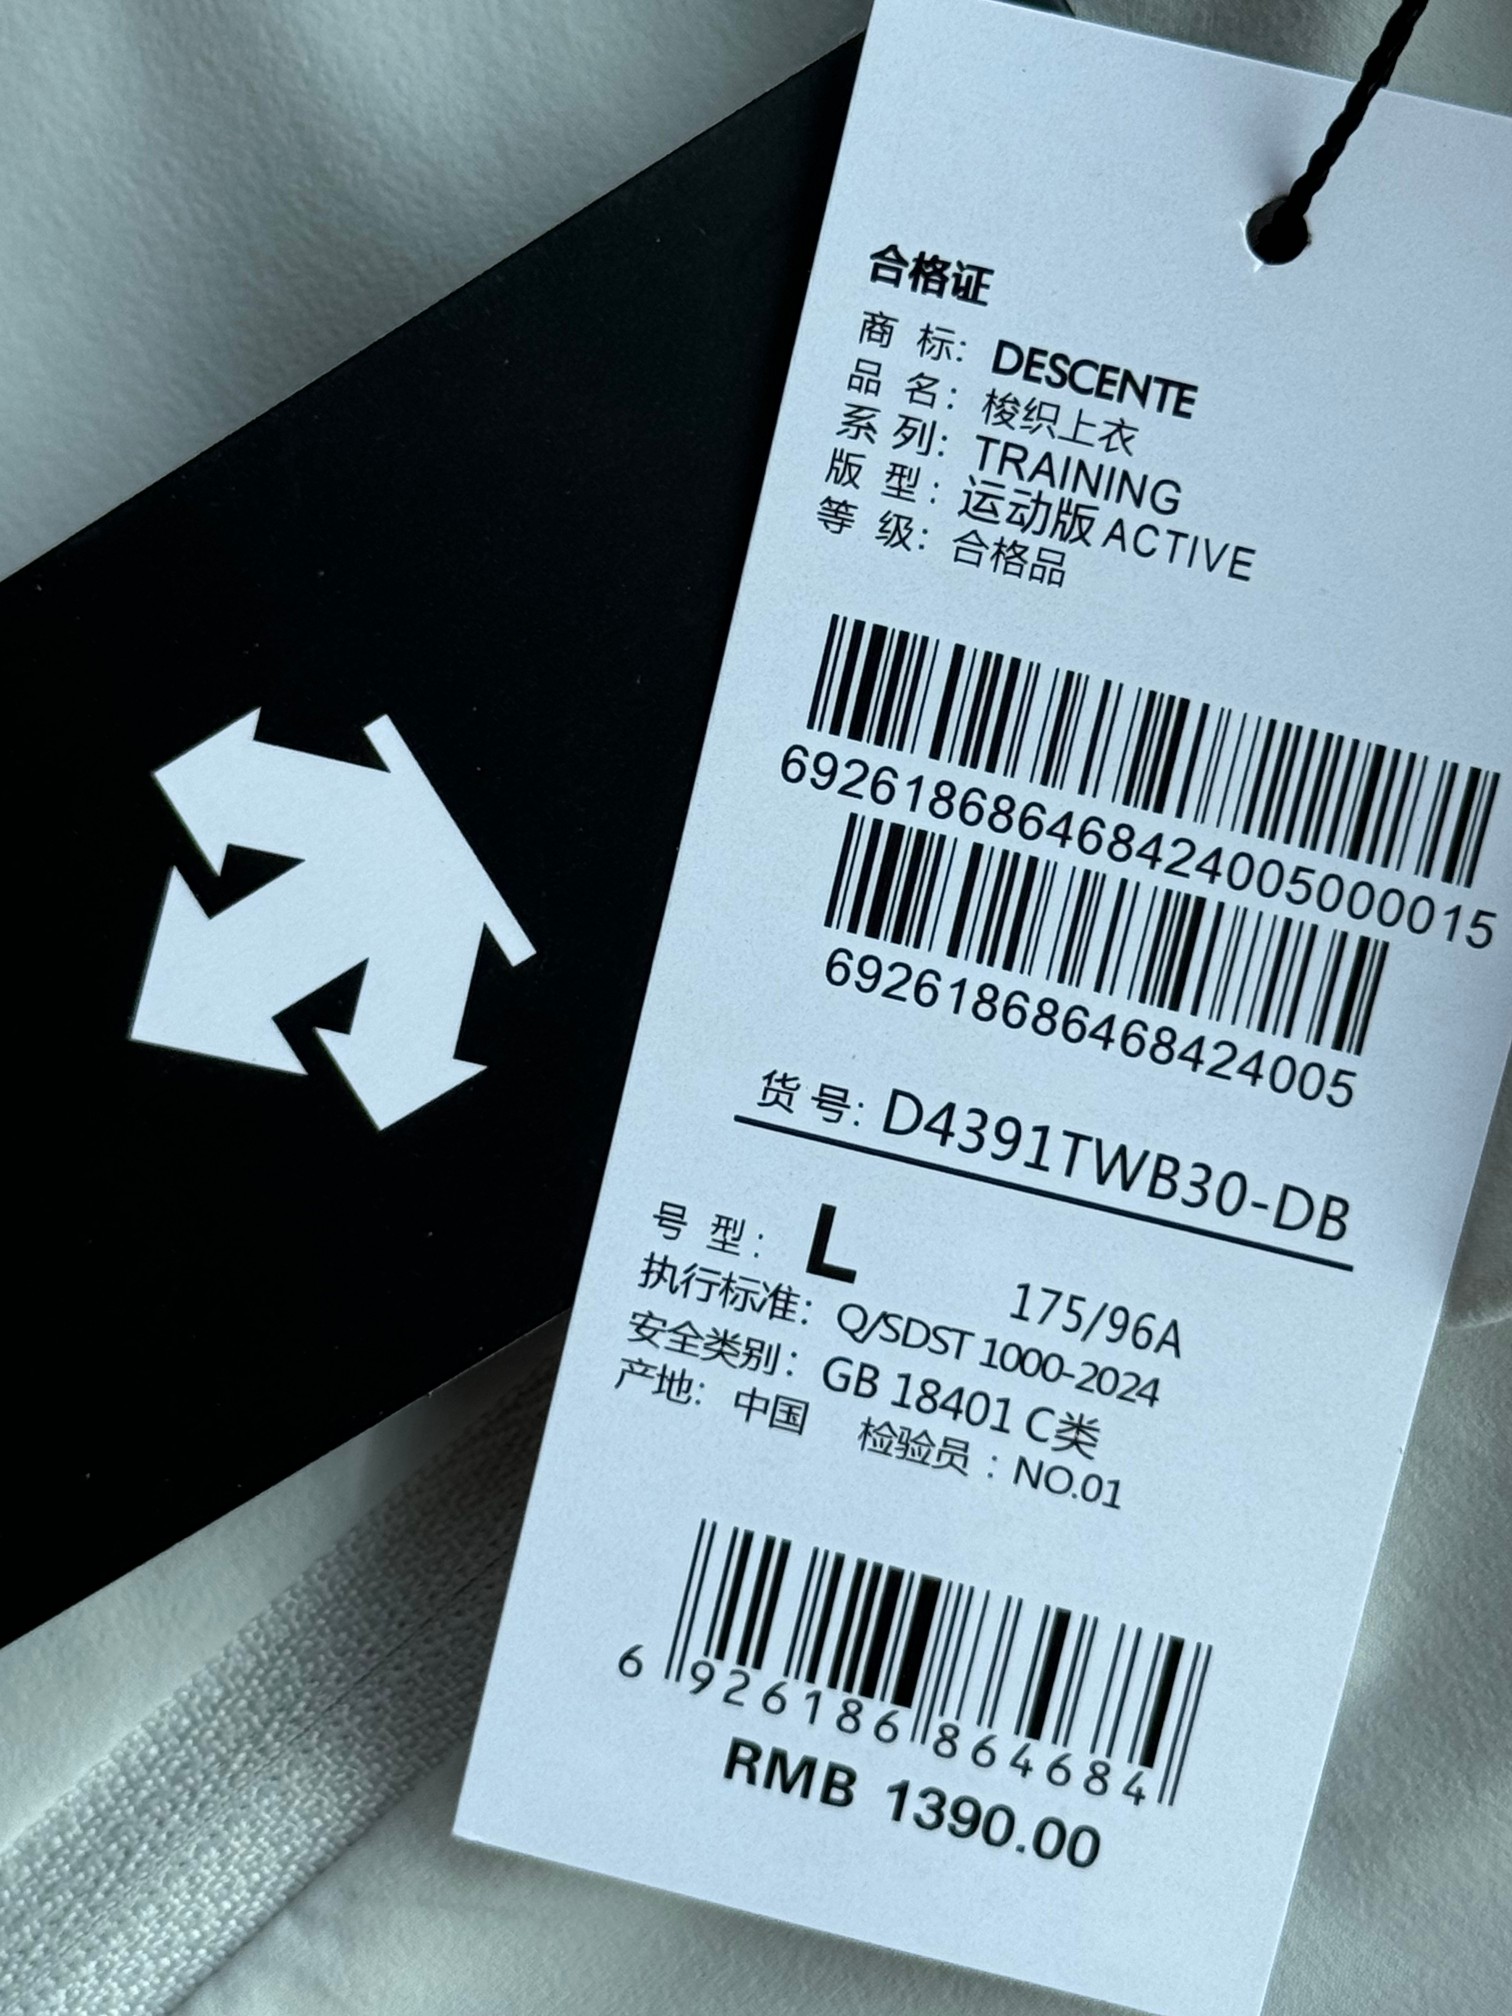 合格证
商 标: DESCENTE
品 名: 梭织上衣
系 列: TRAINING
版 型: 运动版 ACTIVE
等 级: 合格品
692618686468424005000015
692618686468424005
货 号: D4391TWB30-DB
号 型: L 175/96A
执行标准: Q/SDST 1000-2024
安全类别: GB 18401 C类
产地: 中国 检验员: NO.01
6 926186 864684
RMB 1390.00